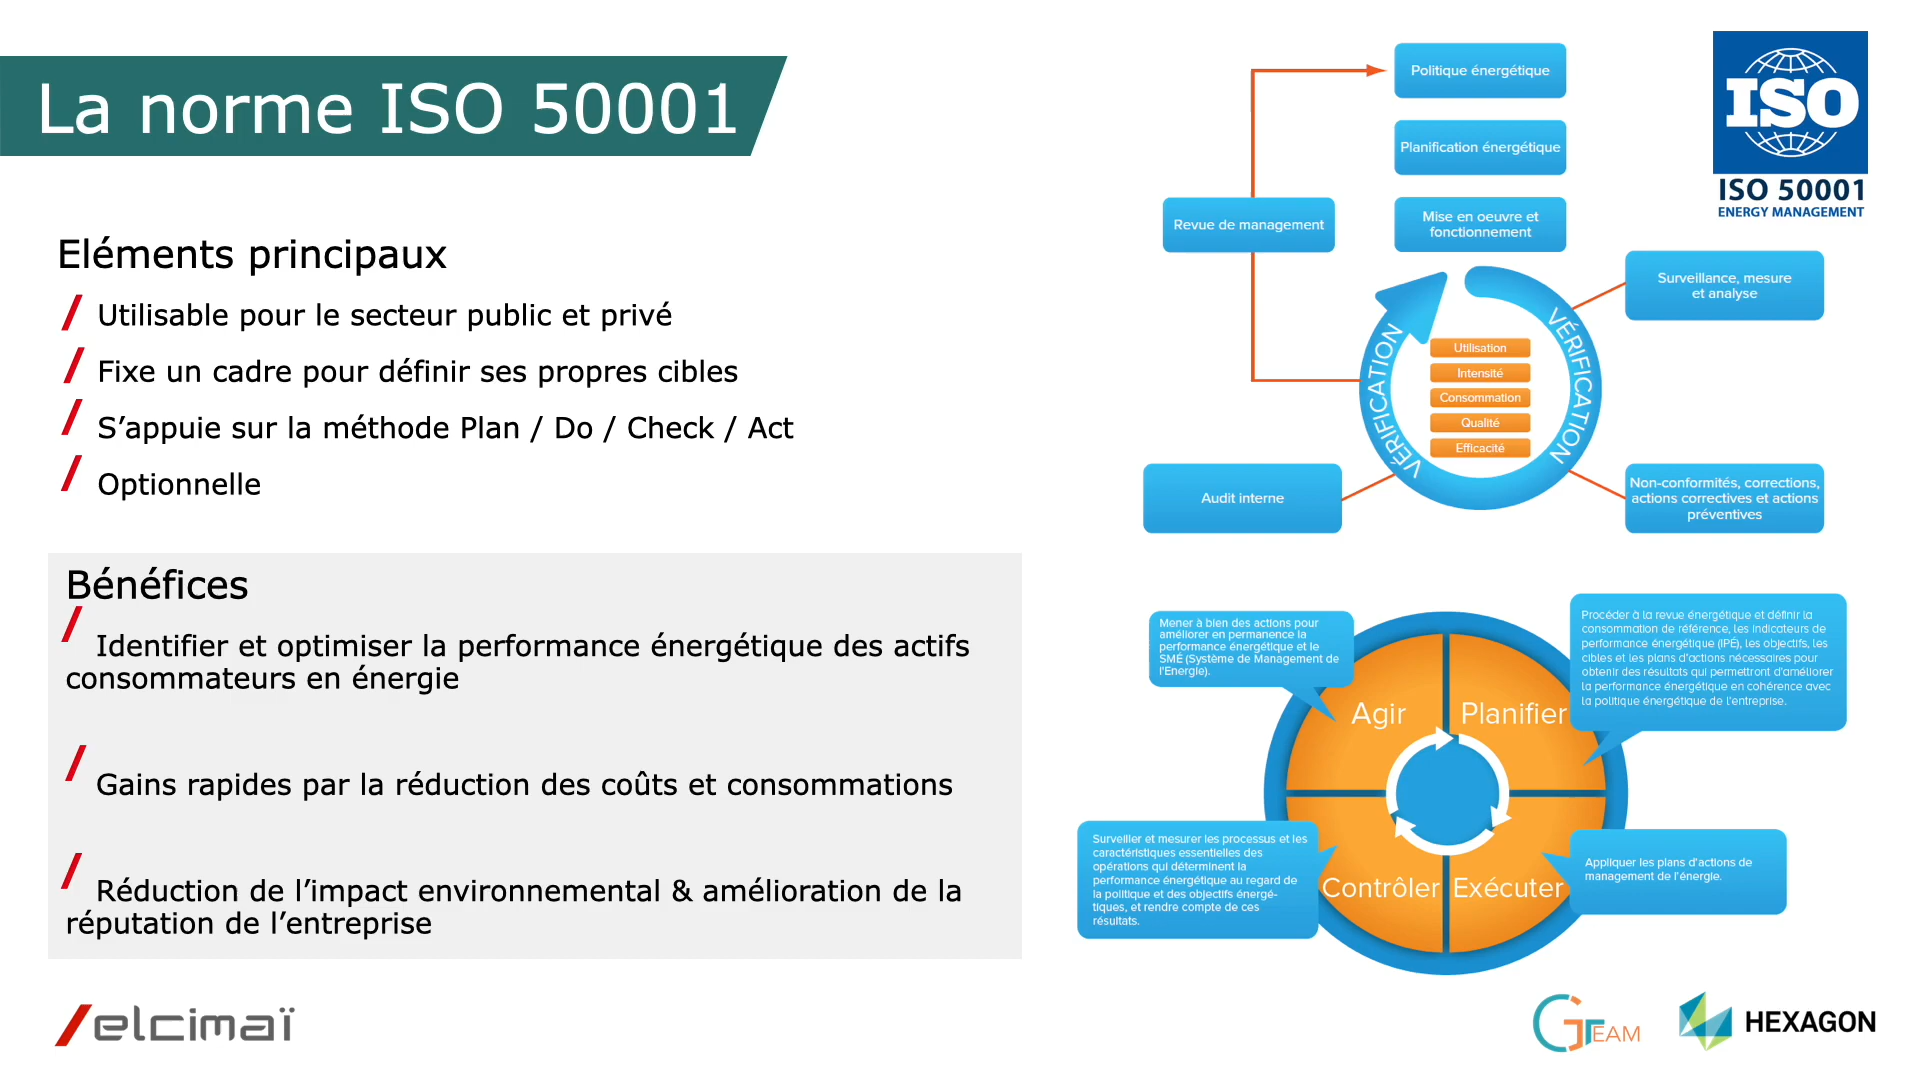 La norme ISO 50001
Eléments principaux
/ Utilisable pour le secteur public et privé
/ Fixe un cadre pour définir ses propres cibles
/ S’appuie sur la méthode Plan / Do / Check / Act
/ Optionnelle
Bénéfices
/ Identifier et optimiser la performance énergétique des actifs
consommateurs en énergie
/ Gains rapides par la réduction des coûts et consommations
/ Réduction de l’impact environnemental & amélioration de la
réputation de l’entreprise
Politique énergétique
Planification énergétique
Mise en oeuvre et
fonctionnement
Revue de management
Surveillance, mesure
et analyse
VÉRIFICATION
VÉRIFICATION
Utilisation
Intensité
Consommation
Qualité
Efficacité
Audit interne
Non-conformités, corrections,
actions correctives et actions
préventives
ISO
ISO 50001
ENERGY MANAGEMENT
Mener à bien des actions pour
améliorer en permanence la
performance énergétique et le
SMÉ (Système de Management de
l'Energie).
Procéder à la revue énergétique et définir la
consommation de référence, les indicateurs de
performance énergétique (IPÉ), les objectifs, les
cibles et les plans d'actions nécessaires pour
obtenir des résultats qui permettront d'améliorer
la performance énergétique en cohérence avec
la politique énergétique de l'entreprise.
Agir
Planifier
Contrôler
Exécuter
Surveiller et mesurer les processus et les
caractéristiques essentielles des
opérations qui déterminent la
performance énergétique au regard de
la politique et des objectifs énergé-
tiques, et rendre compte de ces
résultats.
Appliquer les plans d'actions de
management de l'énergie.
/elcimaï
GJTEAM
HEXAGON